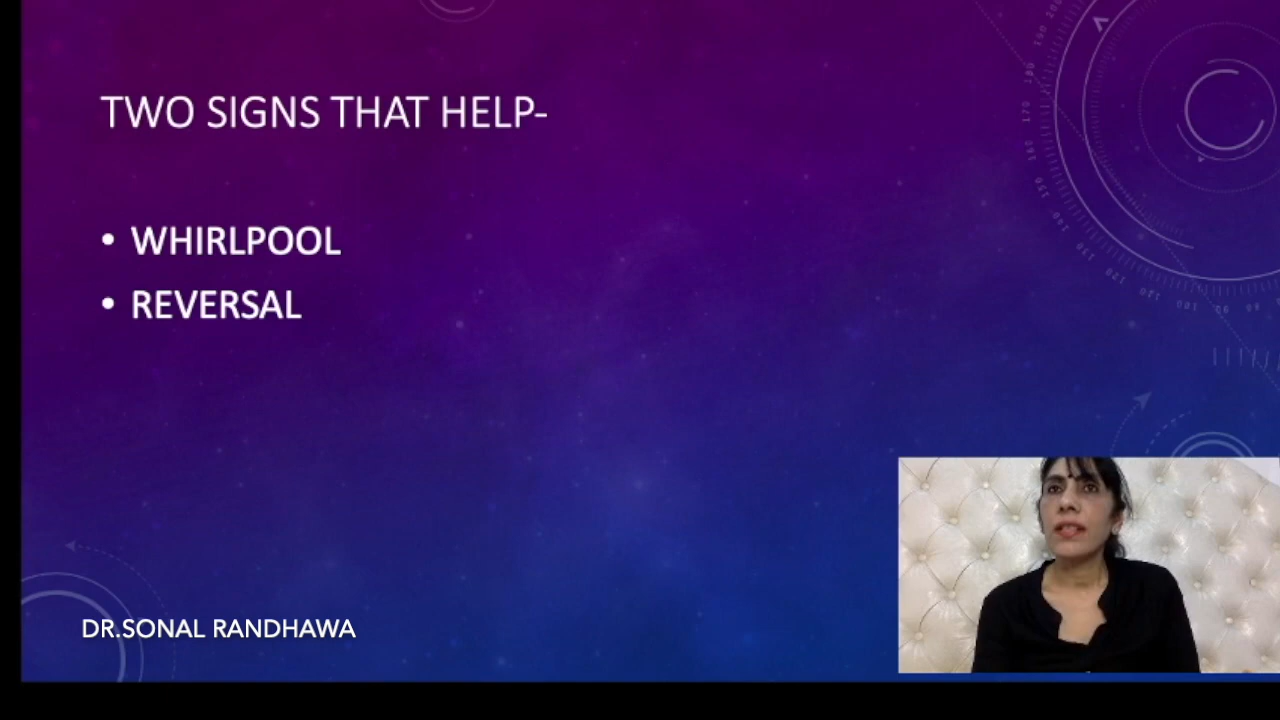 TWO SIGNS THAT HELP-
• WHIRLPOOL
• REVERSAL
DR.SONAL RANDHAWA